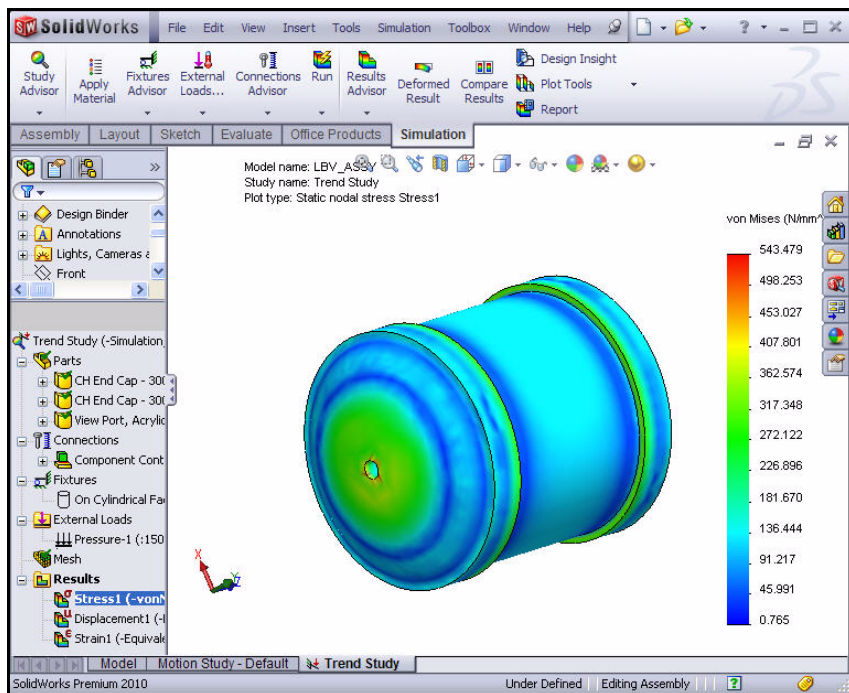 SolidWorks
File Edit View Insert Tools Simulation Toolbox Window Help
Study Advisor
Apply Material
Fixtures Advisor
External Loads...
Connections Advisor
Run
Results Advisor
Deformed Result
Compare Results
Design Insight
Plot Tools
Report
Assembly Layout Sketch Evaluate Office Products Simulation
Model name: LBV_ASSY
Study name: Trend Study
Plot type: Static nodal stress Stress1
Design Binder
Annotations
Lights, Cameras a
Front
Trend Study (-Simulation
Parts
CH End Cap - 300
CH End Cap - 300
View Port, Acrylic
Connections
Component Cont
Fixtures
On Cylindrical Fa
External Loads
Pressure-1 (:150
Mesh
Results
Stress1 (-vonM
Displacement1 (-
Strain1 (-Equivale
von Mises (N/mm^
543.479
498.253
453.027
407.801
362.574
317.348
272.122
226.896
181.670
136.444
91.217
45.991
0.765
X
Y
Z
Model Motion Study - Default Trend Study
SolidWorks Premium 2010
Under Defined Editing Assembly